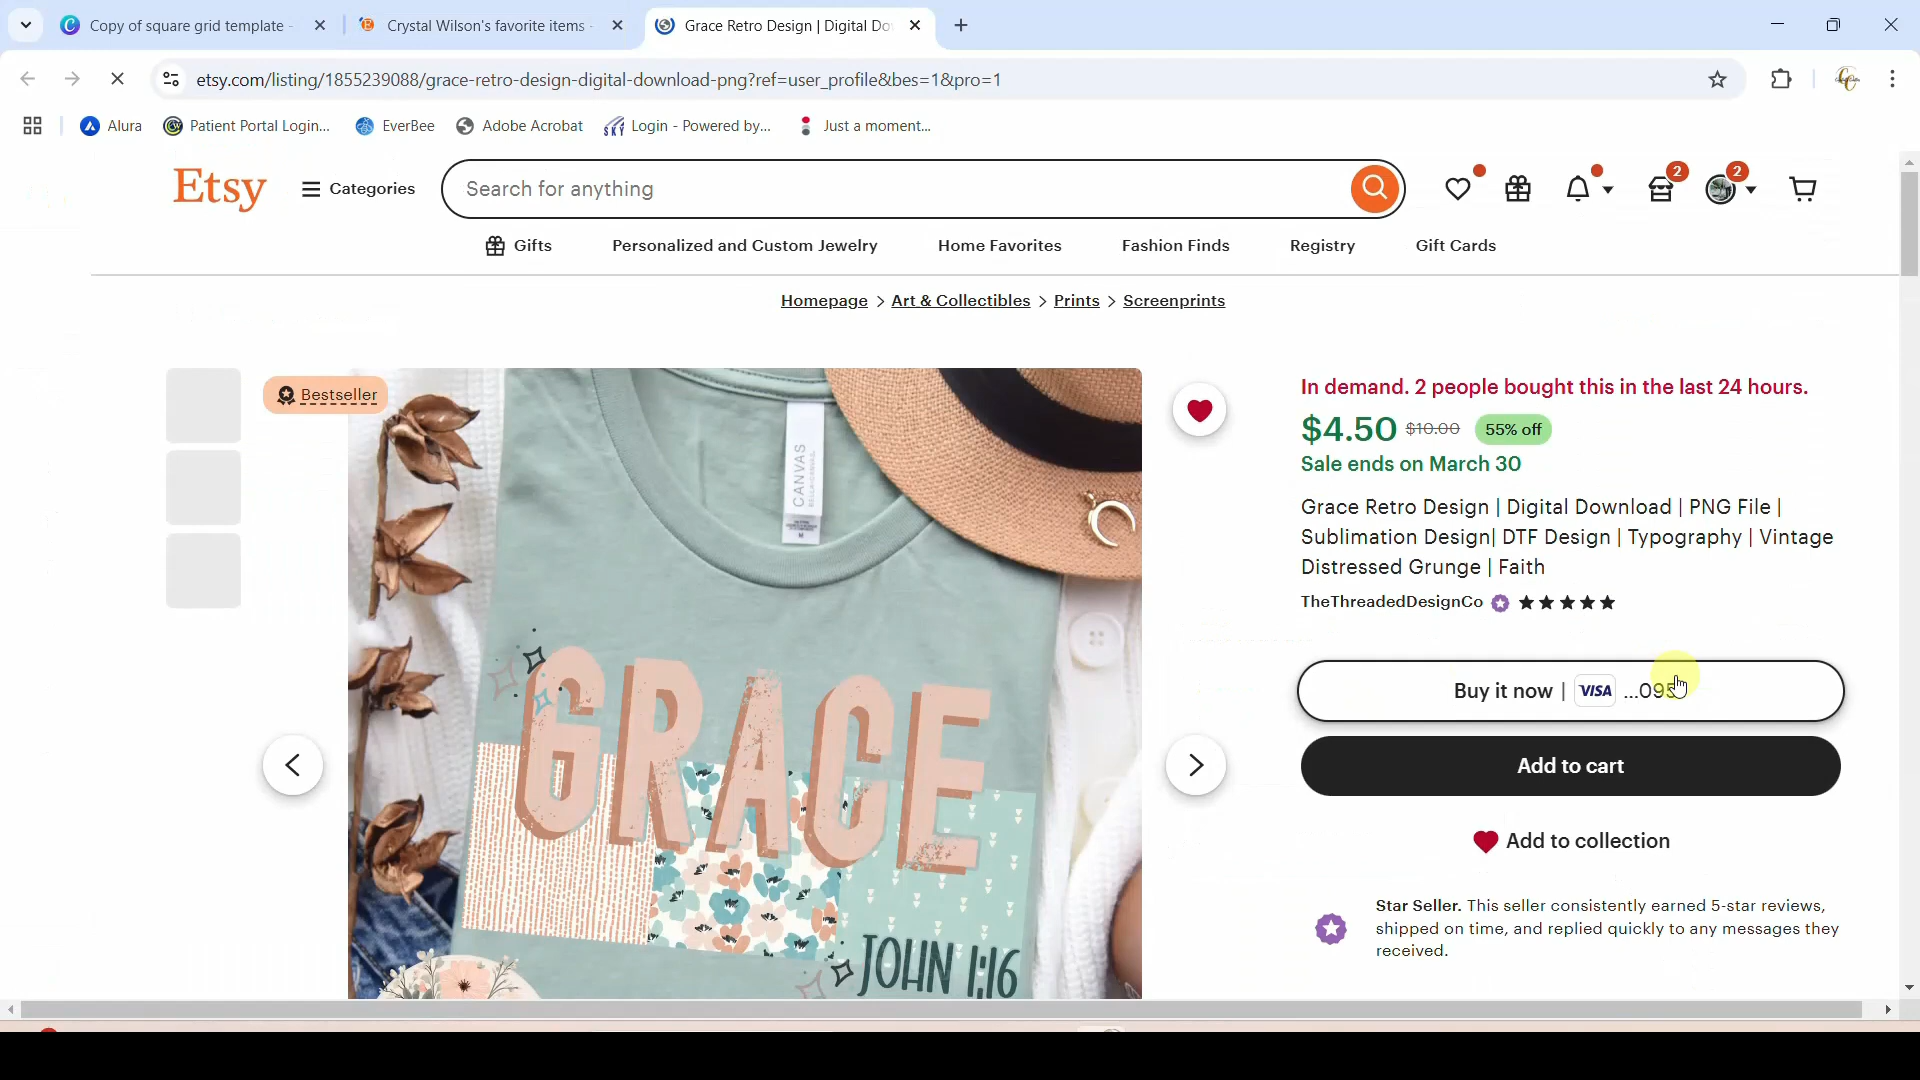 Copy of square grid template -
Crystal Wilson's favorite items -
Grace Retro Design | Digital Do
etsy.com/listing/1855239088/grace-retro-design-digital-download-png?ref=user_profile&bes=1&pro=1
Alura
Patient Portal Login...
EverBee
Adobe Acrobat
SKY
Login - Powered by...
Just a moment...
Etsy
Categories
Search for anything
2
2
Gifts
Personalized and Custom Jewelry
Home Favorites
Fashion Finds
Registry
Gift Cards
Homepage > Art & Collectibles > Prints > Screenprints
Bestseller
CANVAS
M
GRACE
JOHN 1:16
In demand. 2 people bought this in the last 24 hours.
$4.50 $10.00 55% off
Sale ends on March 30
Grace Retro Design | Digital Download | PNG File |
Sublimation Design| DTF Design | Typography | Vintage
Distressed Grunge | Faith
TheThreadedDesignCo
Buy it now | VISA
Add to cart
Add to collection
Star Seller. This seller consistently earned 5-star reviews,
shipped on time, and replied quickly to any messages they
received.